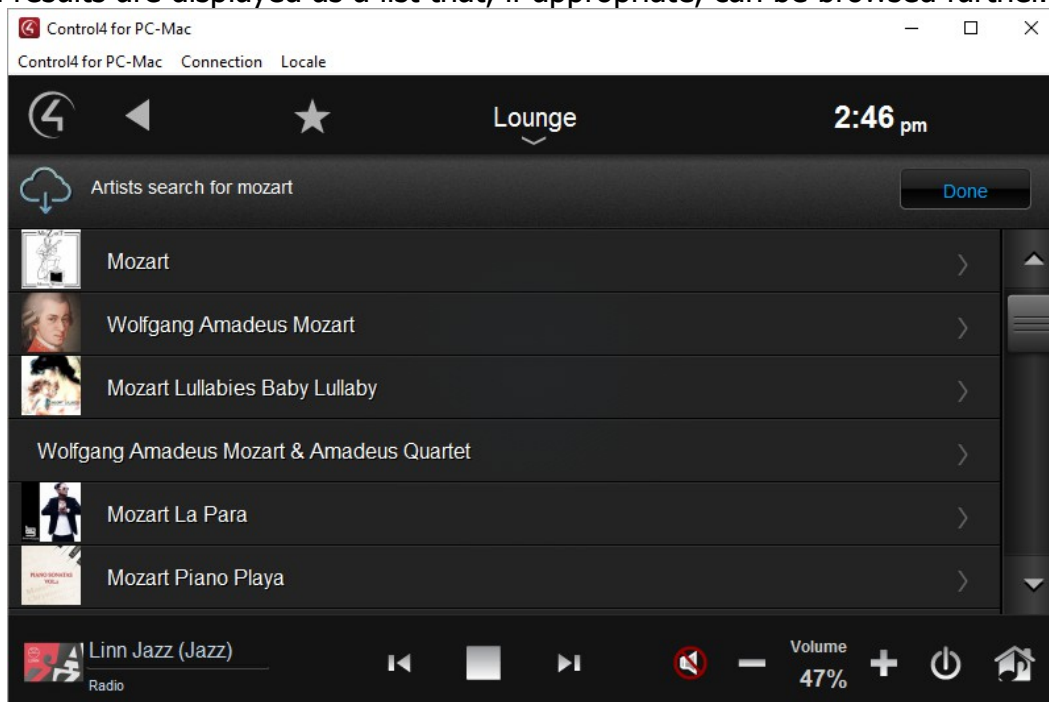 results are displayed as a list that, if appropriate, can be browsed further.
Control4 for PC-Mac
Control4 for PC-Mac Connection Locale
Lounge
2:46 pm
Artists search for mozart
Done
Mozart
Wolfgang Amadeus Mozart
Mozart Lullabies Baby Lullaby
Wolfgang Amadeus Mozart & Amadeus Quartet
Mozart La Para
Mozart Piano Playa
Linn Jazz (Jazz)
Radio
Volume
47%